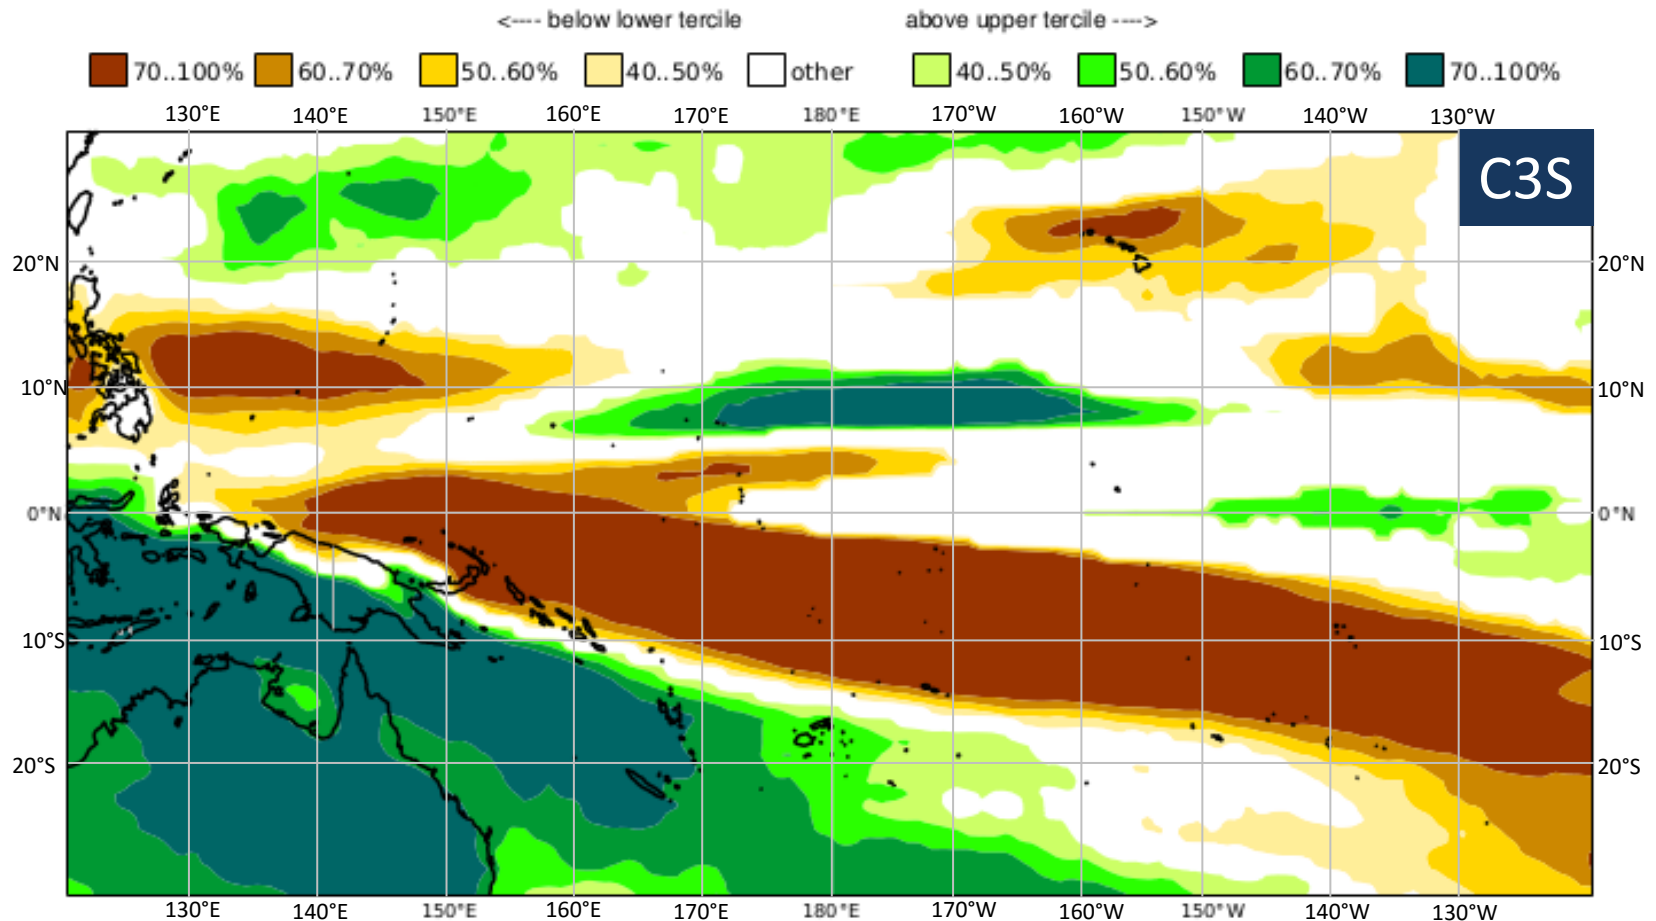 <---- below lower tercile above upper tercile ---->
70..100% 60..70% 50..60% 40..50% other 40..50% 50..60% 60..70% 70..100%
130°E 140°E 150°E 160°E 170°E 180°E 170°W 160°W 150°W 140°W 130°W
C3S
20°N 20°N
10°N 10°N
0°N 0°N
10°S 10°S
20°S 20°S
130°E 140°E 150°E 160°E 170°E 180°E 170°W 160°W 150°W 140°W 130°W